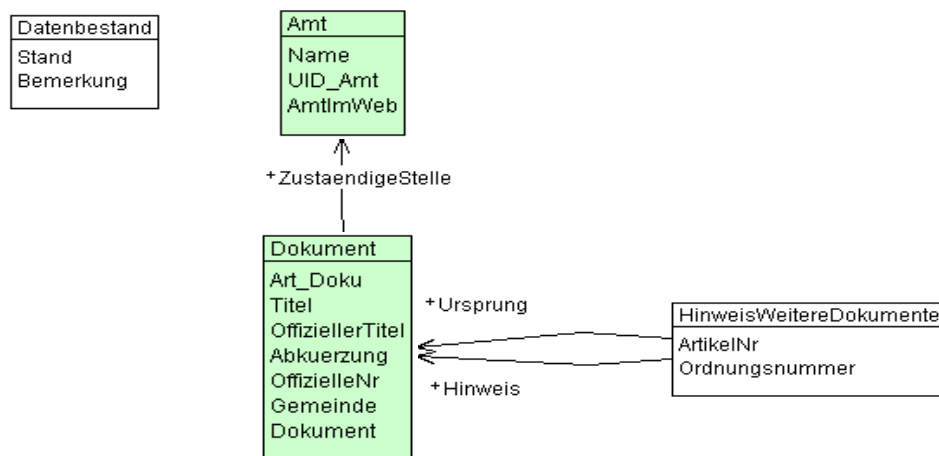 Datenbestand
Stand
Bemerkung
Amt
Name
UID_Amt
AmtImWeb
+ZustaendigeStelle
Dokument
Art_Doku
Titel
OffiziellerTitel
Abkuerzung
OffizielleNr
Gemeinde
Dokument
+Ursprung
+Hinweis
HinweisWeitereDokumente
ArtikelNr
Ordnungsnummer